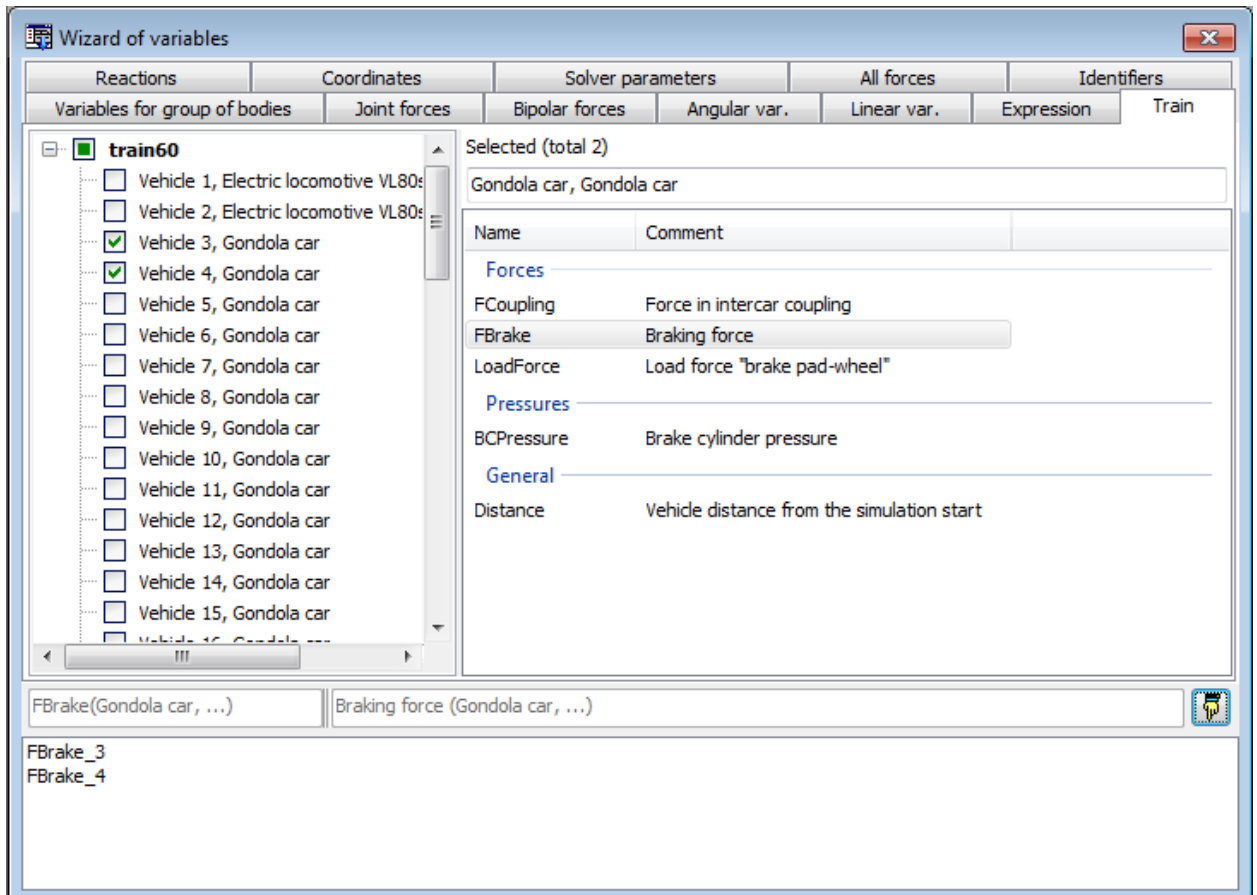 Wizard of variables
Reactions Coordinates Solver parameters All forces Identifiers
Variables for group of bodies Joint forces Bipolar forces Angular var. Linear var. Expression Train
train60
Vehicle 1, Electric locomotive VL80s
Vehicle 2, Electric locomotive VL80s
Vehicle 3, Gondola car
Vehicle 4, Gondola car
Vehicle 5, Gondola car
Vehicle 6, Gondola car
Vehicle 7, Gondola car
Vehicle 8, Gondola car
Vehicle 9, Gondola car
Vehicle 10, Gondola car
Vehicle 11, Gondola car
Vehicle 12, Gondola car
Vehicle 13, Gondola car
Vehicle 14, Gondola car
Vehicle 15, Gondola car
Vehicle 16, Gondola car
Selected (total 2)
Gondola car, Gondola car
Name Comment
Forces
FCoupling Force in intercar coupling
FBrake Braking force
LoadForce Load force "brake pad-wheel"
Pressures
BCPressure Brake cylinder pressure
General
Distance Vehicle distance from the simulation start
FBrake(Gondola car, ...) Braking force (Gondola car, ...)
FBrake_3
FBrake_4